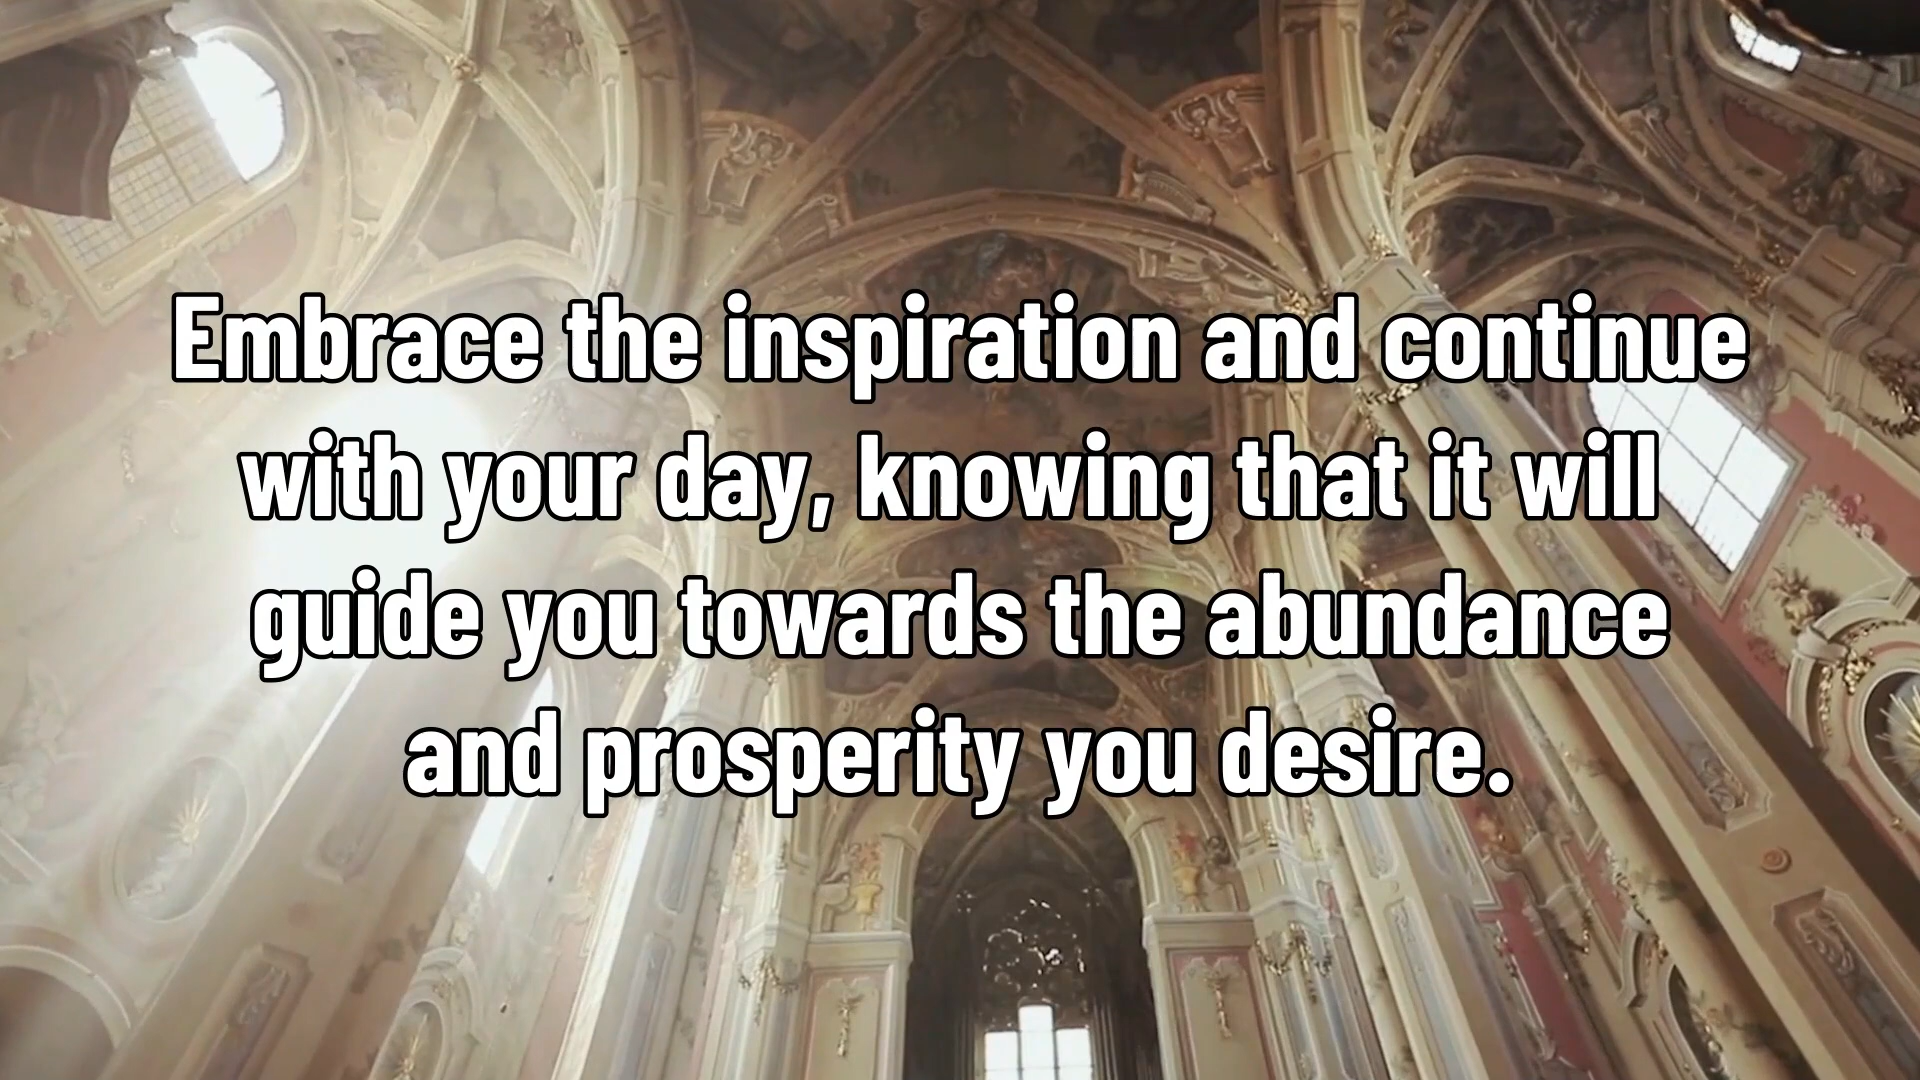 Embrace the inspiration and continue
with your day, knowing that it will
guide you towards the abundance
and prosperity you desire.